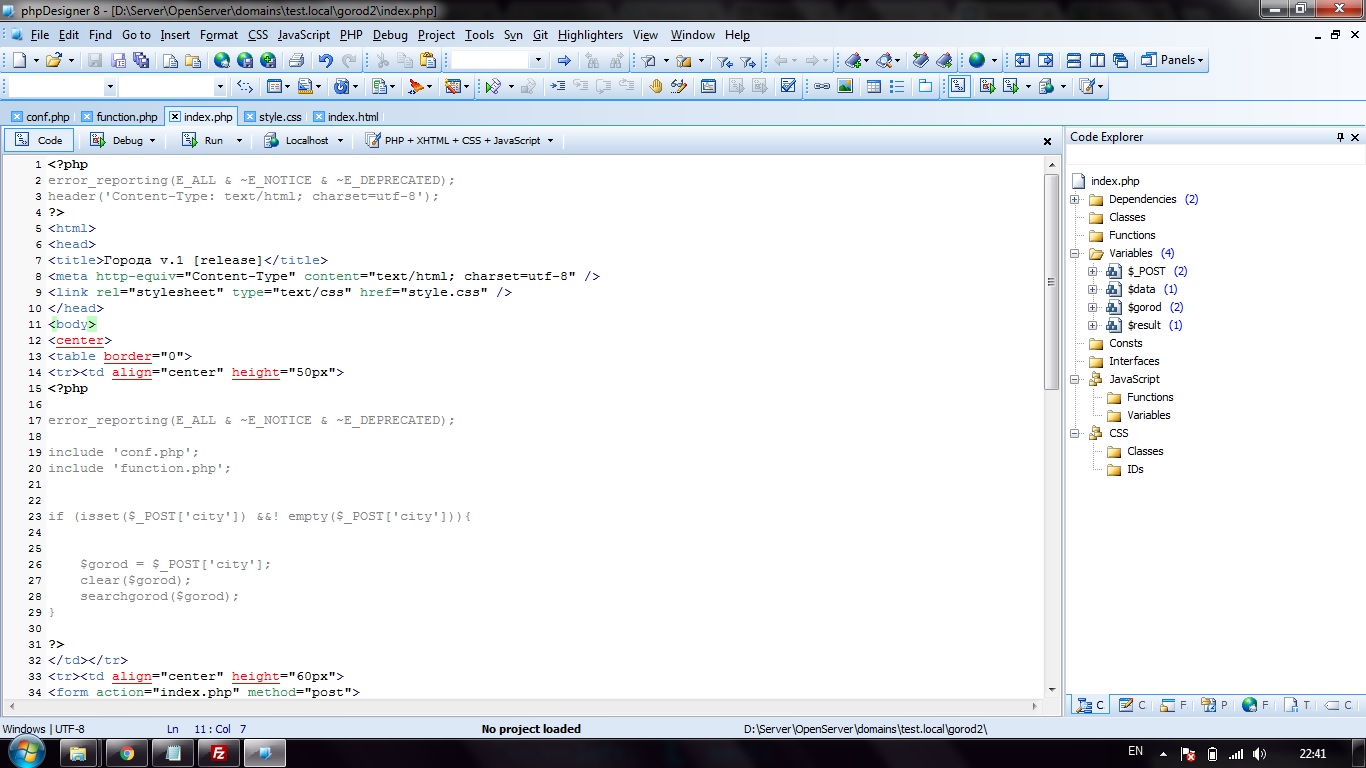 phpDesigner 8 - [D:\Server\OpenServer\domains\test.local\gorod2\index.php]
File Edit Find Go to Insert Format CSS JavaScript PHP Debug Project Tools Syn Git Highlighters View Window Help
Panels
conf.php function.php index.php style.css index.html
Code Debug Run Localhost PHP + XHTML + CSS + JavaScript
1 <?php
2 error_reporting(E_ALL & ~E_NOTICE & ~E_DEPRECATED);
3 header('Content-Type: text/html; charset=utf-8');
4 ?>
5 <html>
6 <head>
7 <title>Города v.1 [release]</title>
8 <meta http-equiv="Content-Type" content="text/html; charset=utf-8" />
9 <link rel="stylesheet" type="text/css" href="style.css" />
10 </head>
11 <body>
12 <center>
13 <table border="0">
14 <tr><td align="center" height="50px">
15 <?php
16
17 error_reporting(E_ALL & ~E_NOTICE & ~E_DEPRECATED);
18
19 include 'conf.php';
20 include 'function.php';
21
22
23 if (isset($_POST['city']) &&! empty($_POST['city'])){
24
25
26     $gorod = $_POST['city'];
27     clear($gorod);
28     searchgorod($gorod);
29 }
30
31 ?>
32 </td></tr>
33 <tr><td align="center" height="60px">
34 <form action="index.php" method="post">
Code Explorer
index.php
Dependencies (2)
Classes
Functions
Variables (4)
$_POST (2)
$data (1)
$gorod (2)
$result (1)
Consts
Interfaces
JavaScript
Functions
Variables
CSS
Classes
IDs
C C F P F T C
Windows | UTF-8 Ln 11 : Col 7 No project loaded D:\Server\OpenServer\domains\test.local\gorod2\
Fz EN 22:41